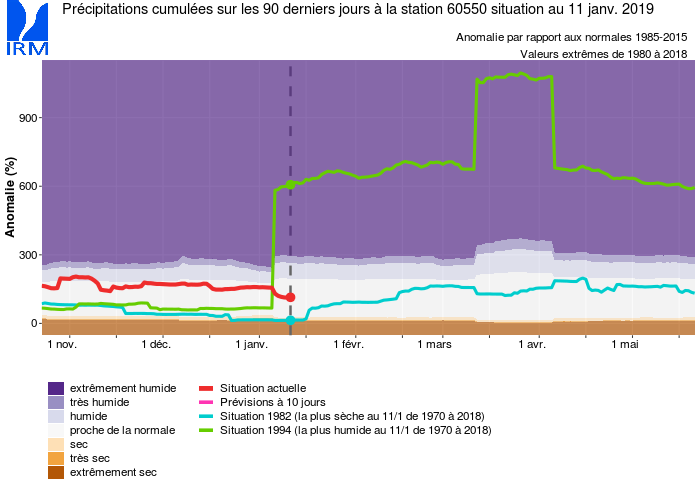 Précipitations cumulées sur les 90 derniers jours à la station 60550 situation au 11 janv. 2019
IRM
Anomalie par rapport aux normales 1985-2015
Valeurs extrêmes de 1980 à 2018
Anomalie (%)
900
600
300
0
1 nov.
1 déc.
1 janv.
1 févr.
1 mars
1 avr.
1 mai
extrêmement humide
très humide
humide
proche de la normale
sec
très sec
extrêmement sec
Situation actuelle
Prévisions à 10 jours
Situation 1982 (la plus sèche au 11/1 de 1970 à 2018)
Situation 1994 (la plus humide au 11/1 de 1970 à 2018)